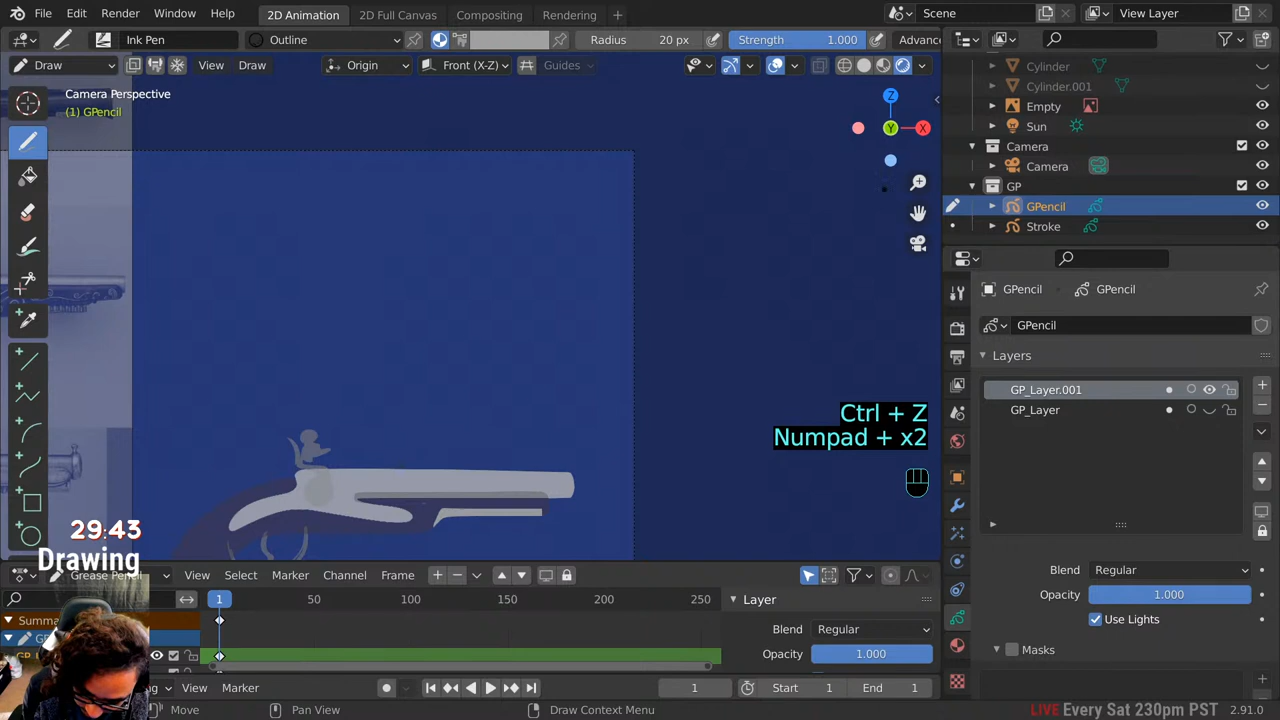 File Edit Render Window Help 2D Animation 2D Full Canvas Compositing Rendering + Scene View Layer
Ink Pen Outline Radius 20 px Strength 1.000 Advanc
Draw View Draw Origin Front (X-Z) Guides
Camera Perspective
(1) GPencil
Z
Y
X
Cylinder
Cylinder.001
Empty
Sun
Camera
Camera
GP
GPencil
Stroke
GPencil GPencil
GPencil
Layers
GP_Layer.001
GP_Layer
Blend Regular
Opacity 1.000
Use Lights
Masks
Ctrl + Z
Numpad + x2
29:43
Drawing
Grease Pencil View Select Marker Channel Frame
1 50 100 150 200 250
Summa
Layer
Blend Regular
Opacity 1.000
View Marker 1 Start 1 End 1
Move Pan View Draw Context Menu
LIVE Every Sat 230pm PST 2.91.0